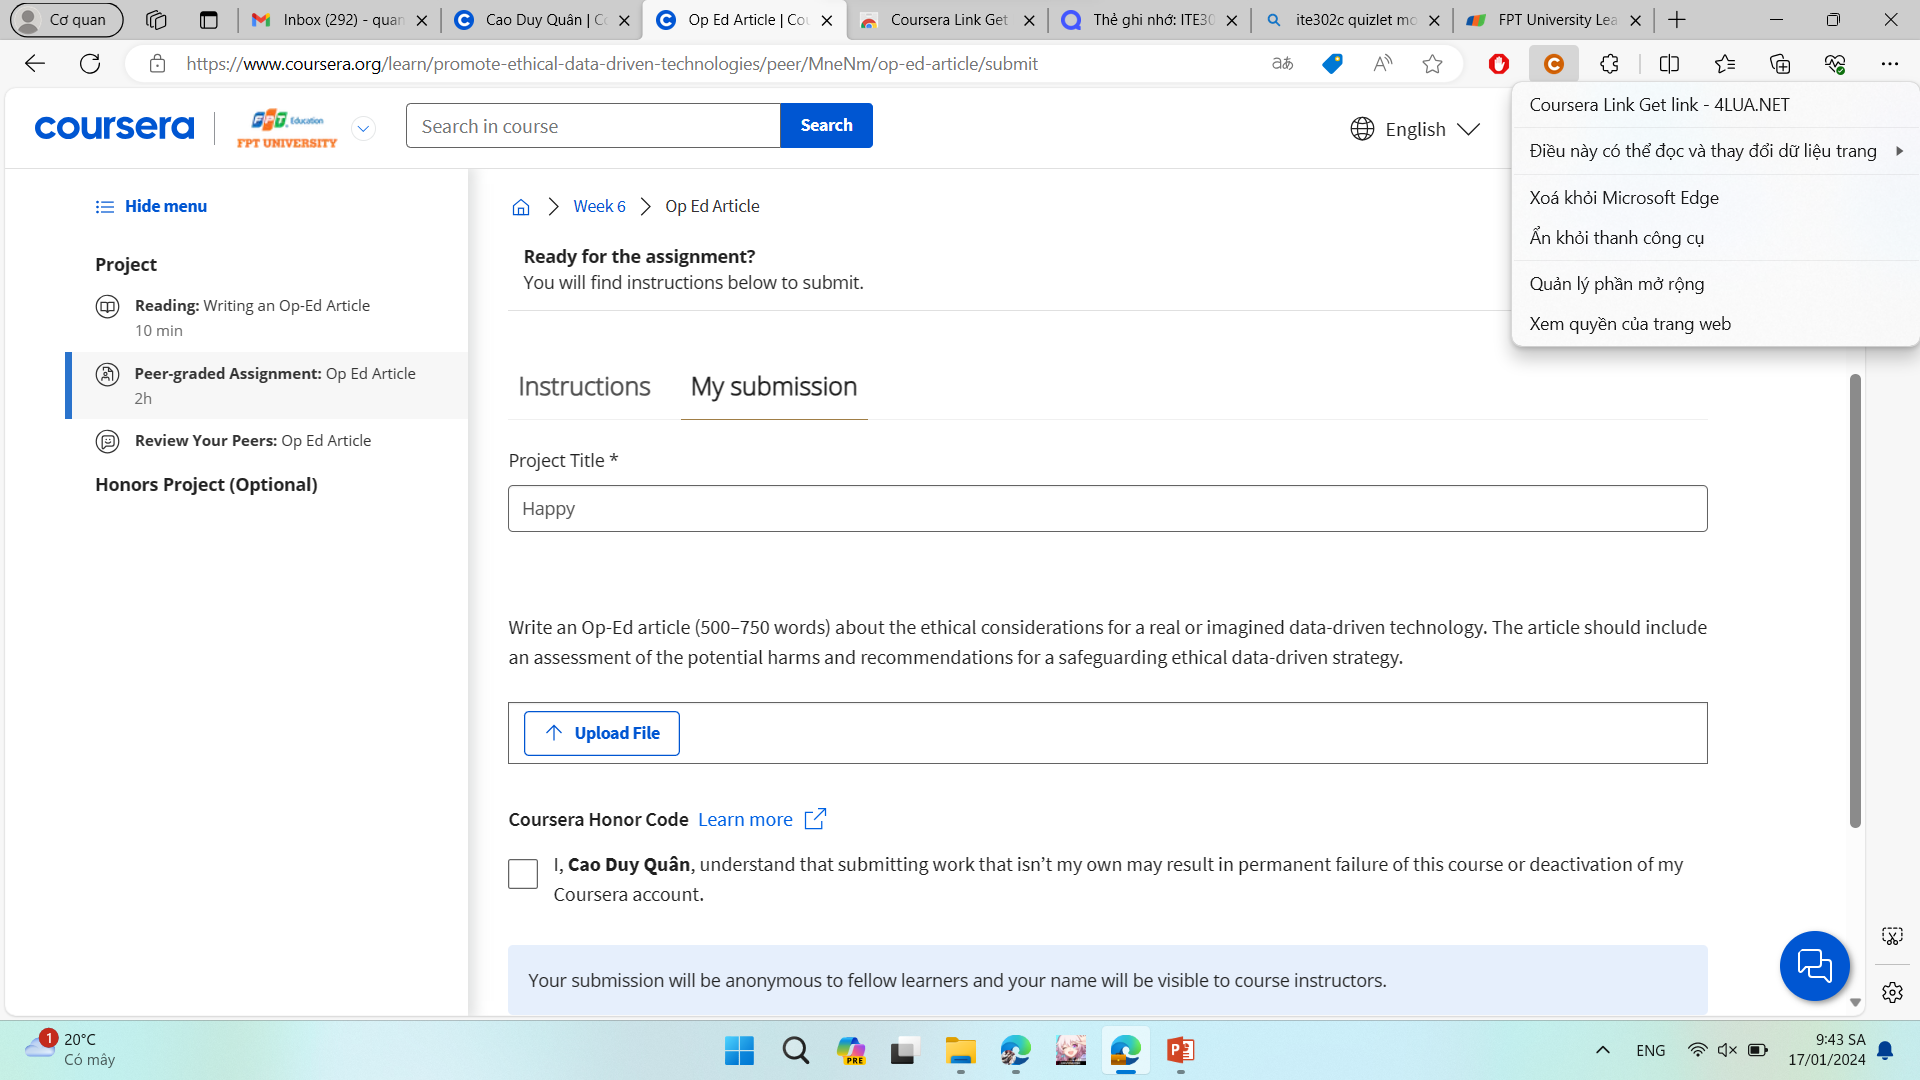 Cơ quan
Inbox (292) - quan
Cao Duy Quân | Co
Op Ed Article | Cou
Coursera Link Get
Thẻ ghi nhớ: ITE30
ite302c quizlet mo
FPT University Lea
https://www.coursera.org/learn/promote-ethical-data-driven-technologies/peer/MneNm/op-ed-article/submit
Coursera Link Get link - 4LUA.NET
Điều này có thể đọc và thay đổi dữ liệu trang
Xoá khỏi Microsoft Edge
Ẩn khỏi thanh công cụ
Quản lý phần mở rộng
Xem quyền của trang web
coursera
FPT Education
FPT UNIVERSITY
Search in course
Search
English
Hide menu
Project
Reading: Writing an Op-Ed Article
10 min
Peer-graded Assignment: Op Ed Article
2h
Review Your Peers: Op Ed Article
Honors Project (Optional)
Week 6
Op Ed Article
Ready for the assignment?
You will find instructions below to submit.
Instructions
My submission
Project Title *
Happy
Write an Op-Ed article (500–750 words) about the ethical considerations for a real or imagined data-driven technology. The article should include
an assessment of the potential harms and recommendations for a safeguarding ethical data-driven strategy.
Upload File
Coursera Honor Code Learn more
I, Cao Duy Quân, understand that submitting work that isn’t my own may result in permanent failure of this course or deactivation of my
Coursera account.
Your submission will be anonymous to fellow learners and your name will be visible to course instructors.
1
20°C
Có mây
PRE
ENG
9:43 SA
17/01/2024